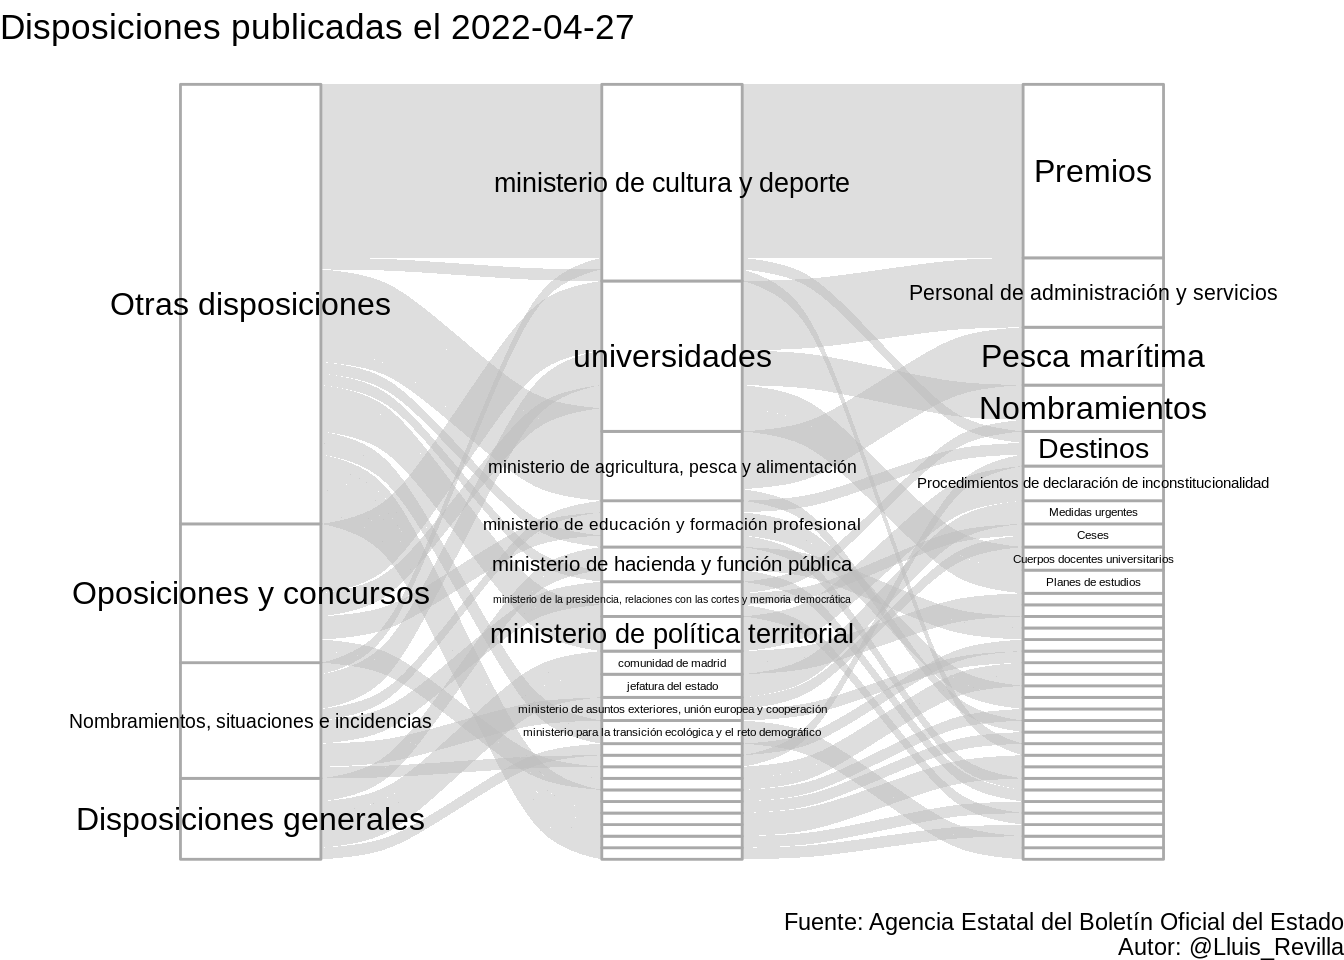 Disposiciones publicadas el 2022-04-27
Otras disposiciones
Oposiciones y concursos
Nombramientos, situaciones e incidencias
Disposiciones generales
ministerio de cultura y deporte
universidades
ministerio de agricultura, pesca y alimentación
ministerio de educación y formación profesional
ministerio de hacienda y función pública
ministerio de la presidencia, relaciones con las cortes y memoria democrática
ministerio de política territorial
comunidad de madrid
jefatura del estado
ministerio de asuntos exteriores, unión europea y cooperación
ministerio para la transición ecológica y el reto demográfico
Premios
Personal de administración y servicios
Pesca marítima
Nombramientos
Destinos
Procedimientos de declaración de inconstitucionalidad
Medidas urgentes
Ceses
Cuerpos docentes universitarios
Planes de estudios
Fuente: Agencia Estatal del Boletín Oficial del Estado
Autor: @Lluis_Revilla